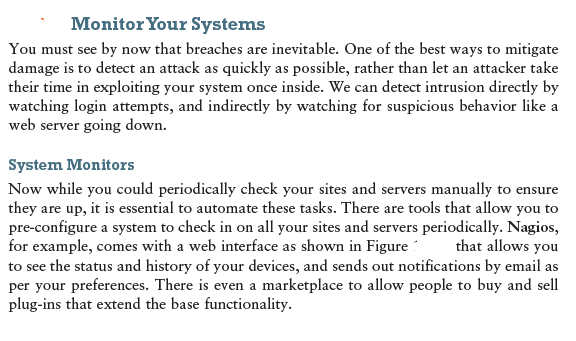 Monitor Your Systems
You must see by now that breaches are inevitable. One of the best ways to mitigate
damage is to detect an attack as quickly as possible, rather than let an attacker take
their time in exploiting your system once inside. We can detect intrusion directly by
watching login attempts, and indirectly by watching for suspicious behavior like a
web server going down.
System Monitors
Now while you could periodically check your sites and servers manually to ensure
they are up, it is essential to automate these tasks. There are tools that allow you to
pre-configure a system to check in on all your sites and servers periodically. Nagios,
for example, comes with a web interface as shown in Figure that allows you
to see the status and history of your devices, and sends out notifications by email as
per your preferences. There is even a marketplace to allow people to buy and sell
plug-ins that extend the base functionality.